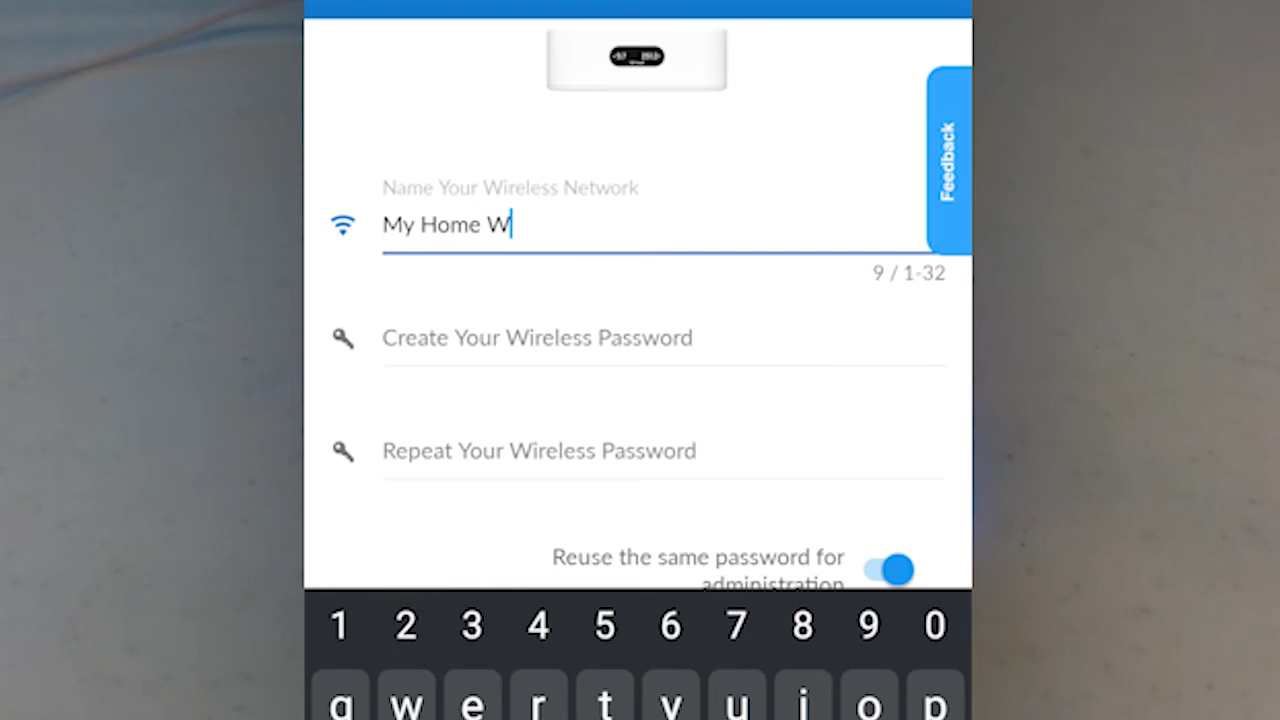 Feedback
Name Your Wireless Network
My Home W
9 / 1-32
Create Your Wireless Password
Repeat Your Wireless Password
Reuse the same password for
administration
1 2 3 4 5 6 7 8 9 0
q w e r t y u i o p